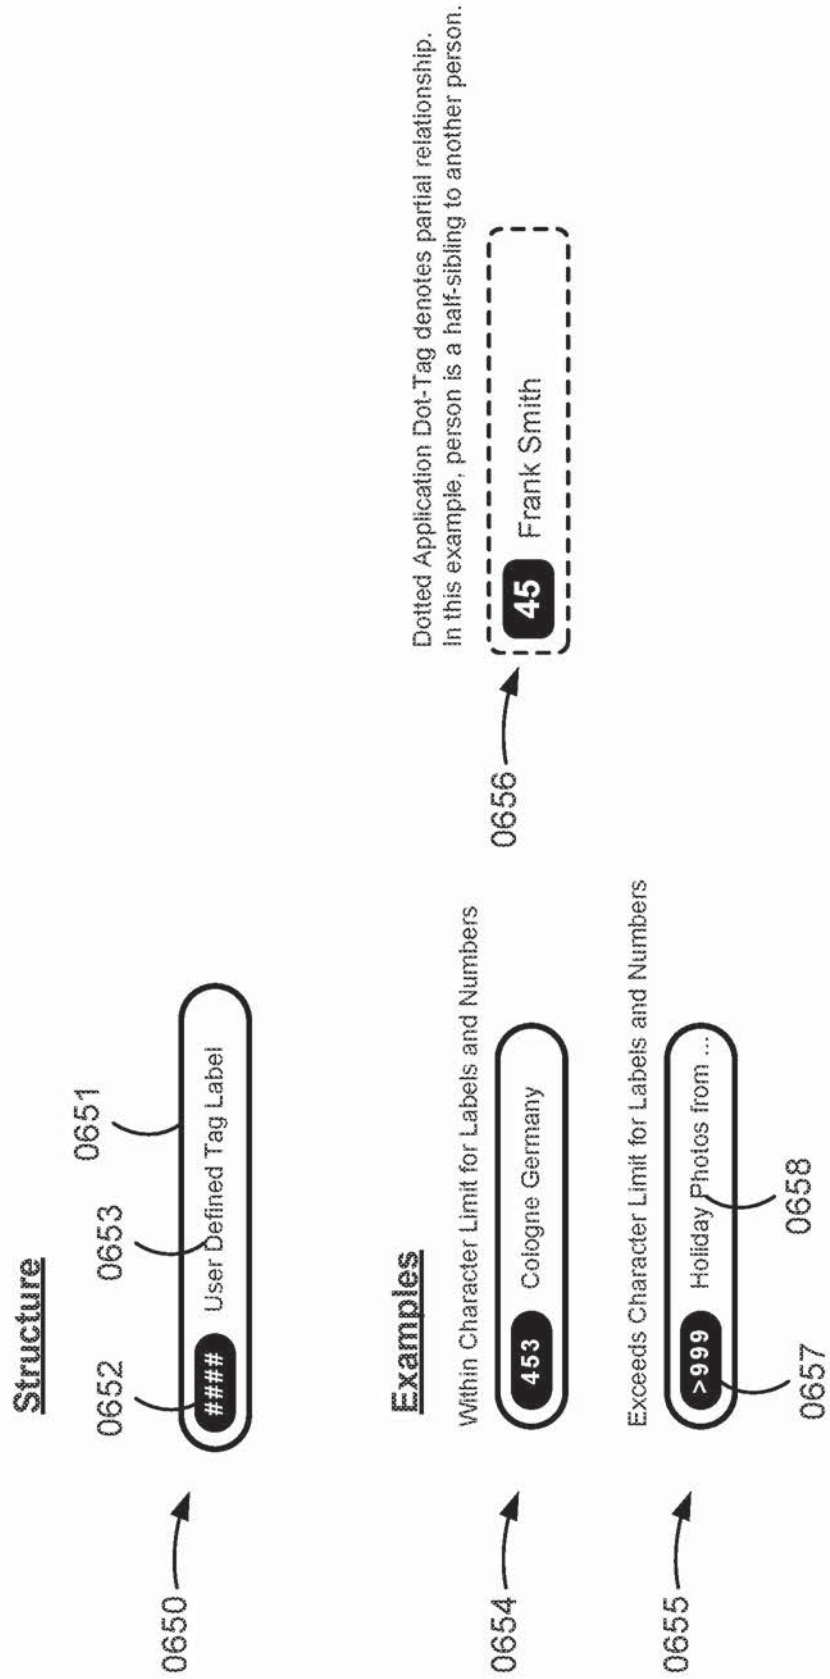 Structure
0650
0652
0653
0651
#### User Defined Tag Label
Examples
Within Character Limit for Labels and Numbers
0654
453 Cologne Germany
Exceeds Character Limit for Labels and Numbers
0655
>999 Holiday Photos from ...
0657
0658
Dotted Application Dot-Tag denotes partial relationship.
In this example, person is a half-sibling to another person.
0656
45 Frank Smith